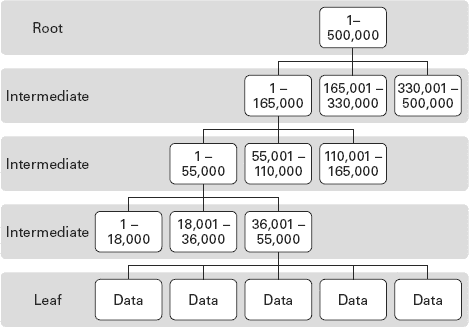 Root
1–
500,000
Intermediate
1 –
165,000
165,001 –
330,000
330,001 –
500,000
Intermediate
1 –
55,000
55,001 –
110,000
110,001 –
165,000
Intermediate
1 –
18,000
18,001 –
36,000
36,001 –
55,000
Leaf
Data
Data
Data
Data
Data